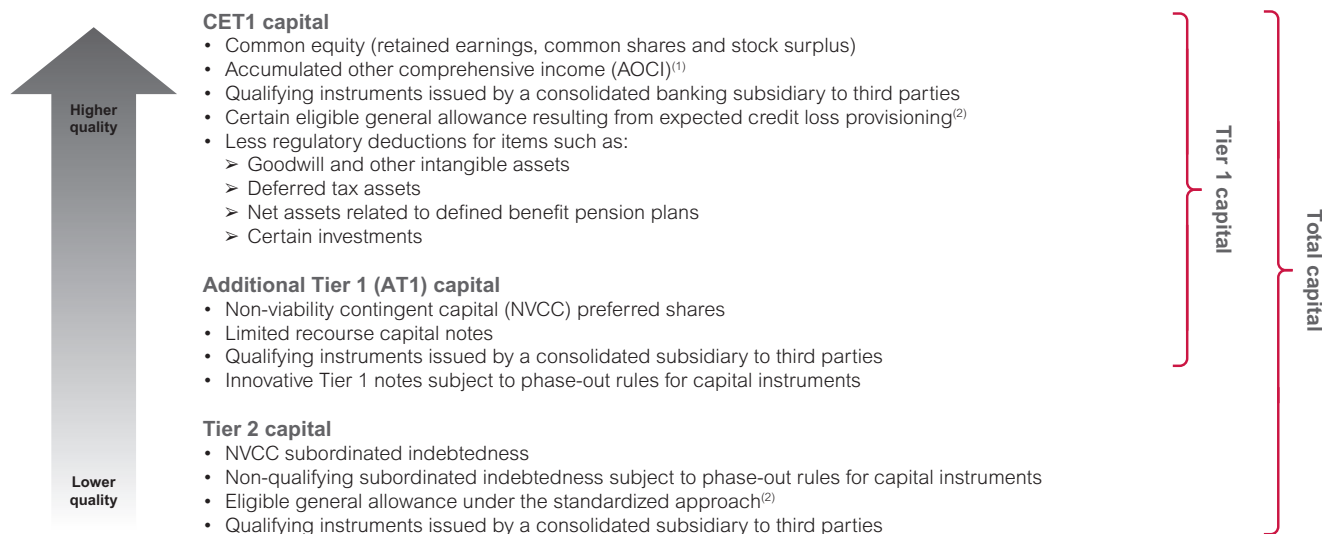 CET1 capital
• Common equity (retained earnings, common shares and stock surplus)
• Accumulated other comprehensive income (AOCI)(1)
• Qualifying instruments issued by a consolidated banking subsidiary to third parties
• Certain eligible general allowance resulting from expected credit loss provisioning(2)
• Less regulatory deductions for items such as:
➢ Goodwill and other intangible assets
➢ Deferred tax assets
➢ Net assets related to defined benefit pension plans
➢ Certain investments
Additional Tier 1 (AT1) capital
• Non-viability contingent capital (NVCC) preferred shares
• Limited recourse capital notes
• Qualifying instruments issued by a consolidated subsidiary to third parties
• Innovative Tier 1 notes subject to phase-out rules for capital instruments
Tier 2 capital
• NVCC subordinated indebtedness
• Non-qualifying subordinated indebtedness subject to phase-out rules for capital instruments
• Eligible general allowance under the standardized approach(2)
• Qualifying instruments issued by a consolidated subsidiary to third parties
Higher
quality
Lower
quality
Tier 1 capital
Total capital